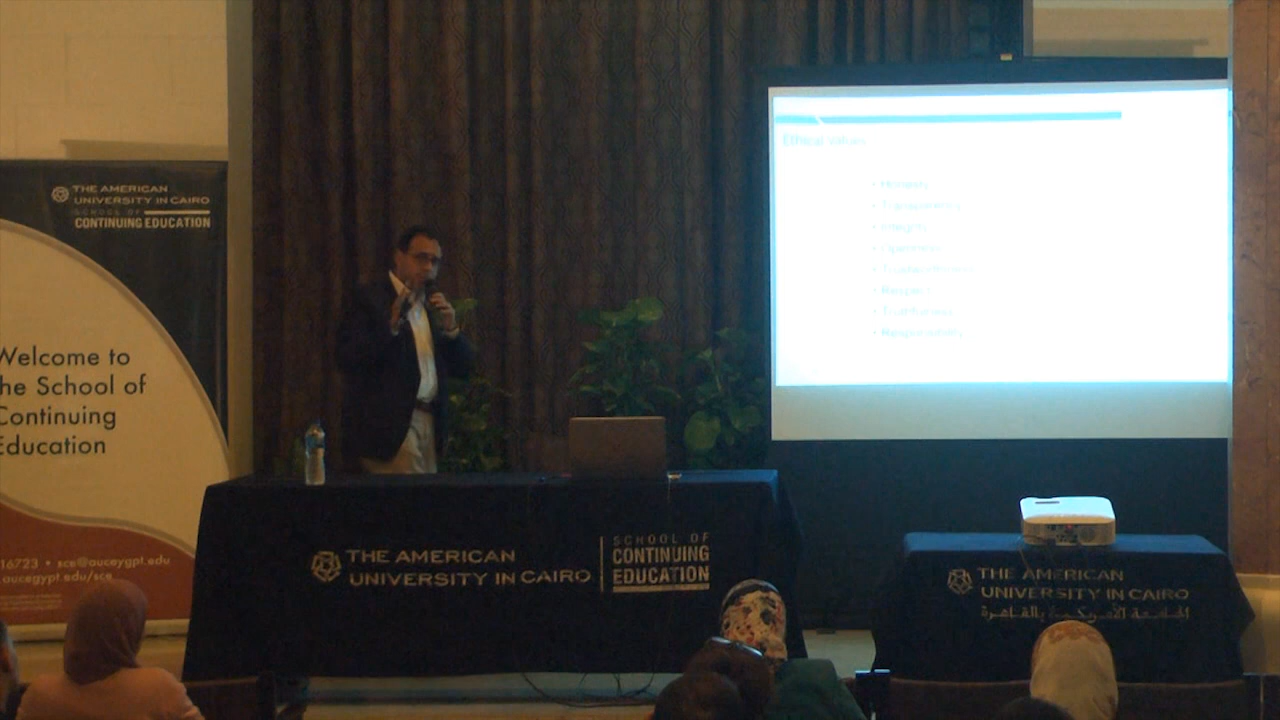 THE AMERICAN
UNIVERSITY IN CAIRO
SCHOOL OF
CONTINUING EDUCATION
Welcome to
he School of
Continuing
Education
16723 • sce@aucegypt.edu
aucegypt.edu/sce
THE AMERICAN
UNIVERSITY IN CAIRO
SCHOOL OF
CONTINUING
EDUCATION
Ethical values
• Honesty
• Transparency
• Integrity
• Openness
• Trustworthiness
• Respect
• Truthfulness
• Responsibility
THE AMERICAN
UNIVERSITY IN CAIRO
الجامعة الأمريكية بالقاهرة